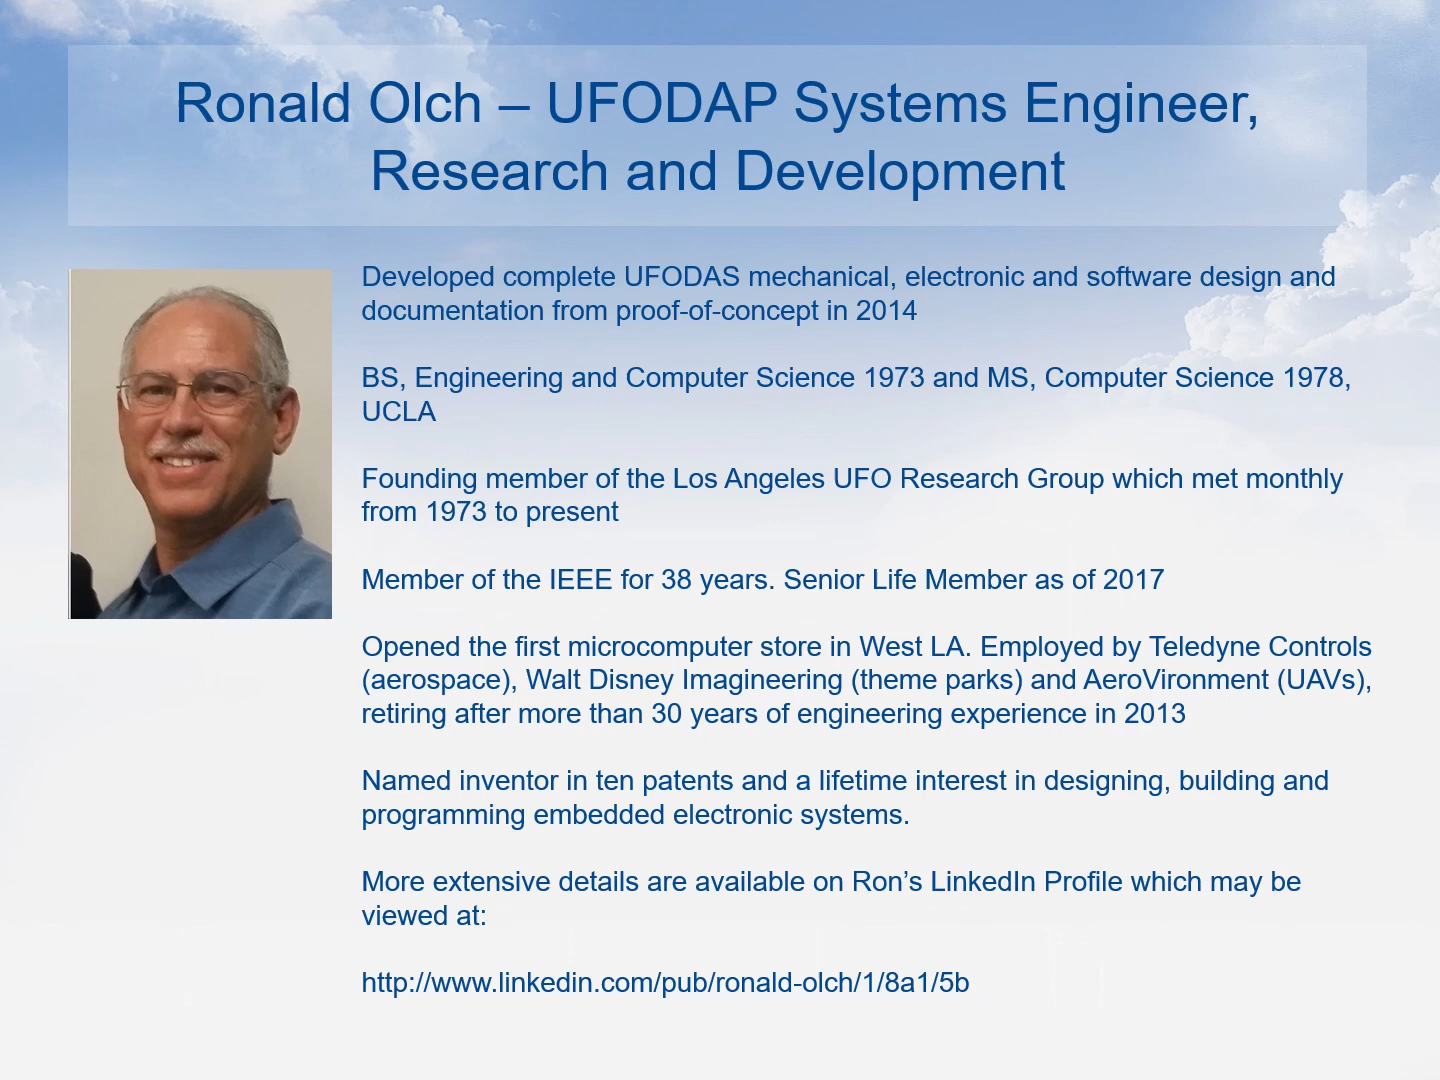 Ronald Olch – UFODAP Systems Engineer,
Research and Development
Developed complete UFODAS mechanical, electronic and software design and
documentation from proof-of-concept in 2014
BS, Engineering and Computer Science 1973 and MS, Computer Science 1978,
UCLA
Founding member of the Los Angeles UFO Research Group which met monthly
from 1973 to present
Member of the IEEE for 38 years. Senior Life Member as of 2017
Opened the first microcomputer store in West LA. Employed by Teledyne Controls
(aerospace), Walt Disney Imagineering (theme parks) and AeroVironment (UAVs),
retiring after more than 30 years of engineering experience in 2013
Named inventor in ten patents and a lifetime interest in designing, building and
programming embedded electronic systems.
More extensive details are available on Ron’s LinkedIn Profile which may be
viewed at:
http://www.linkedin.com/pub/ronald-olch/1/8a1/5b